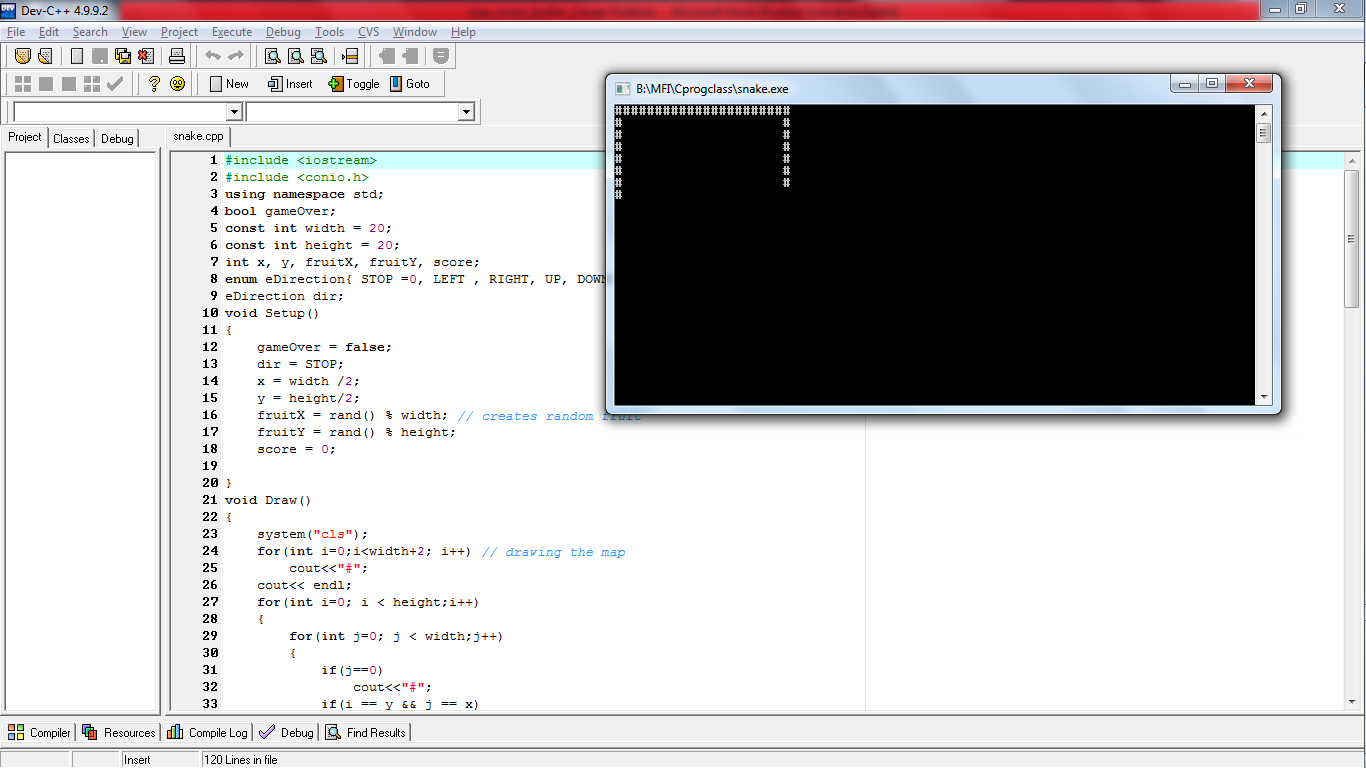 Dev-C++ 4.9.9.2
File Edit Search View Project Execute Debug Tools CVS Window Help
New Insert Toggle Goto
Project Classes Debug
snake.cpp
1 #include <iostream>
2 #include <conio.h>
3 using namespace std;
4 bool gameOver;
5 const int width = 20;
6 const int height = 20;
7 int x, y, fruitX, fruitY, score;
8 enum eDirection{ STOP =0, LEFT , RIGHT, UP, DOWN
9 eDirection dir;
10 void Setup()
11 {
12 gameOver = false;
13 dir = STOP;
14 x = width /2;
15 y = height/2;
16 fruitX = rand() % width; // creates random fruit
17 fruitY = rand() % height;
18 score = 0;
19
20 }
21 void Draw()
22 {
23 system("cls");
24 for(int i=0;i<width+2; i++) // drawing the map
25 cout<<"#";
26 cout<< endl;
27 for(int i=0; i < height;i++)
28 {
29 for(int j=0; j < width;j++)
30 {
31 if(j==0)
32 cout<<"#";
33 if(i == y && j == x)
B:\MFI\Cprogclass\snake.exe
######################
# #
# #
# #
# #
# #
# #
#
Compiler Resources Compile Log Debug Find Results
Insert 120 Lines in file